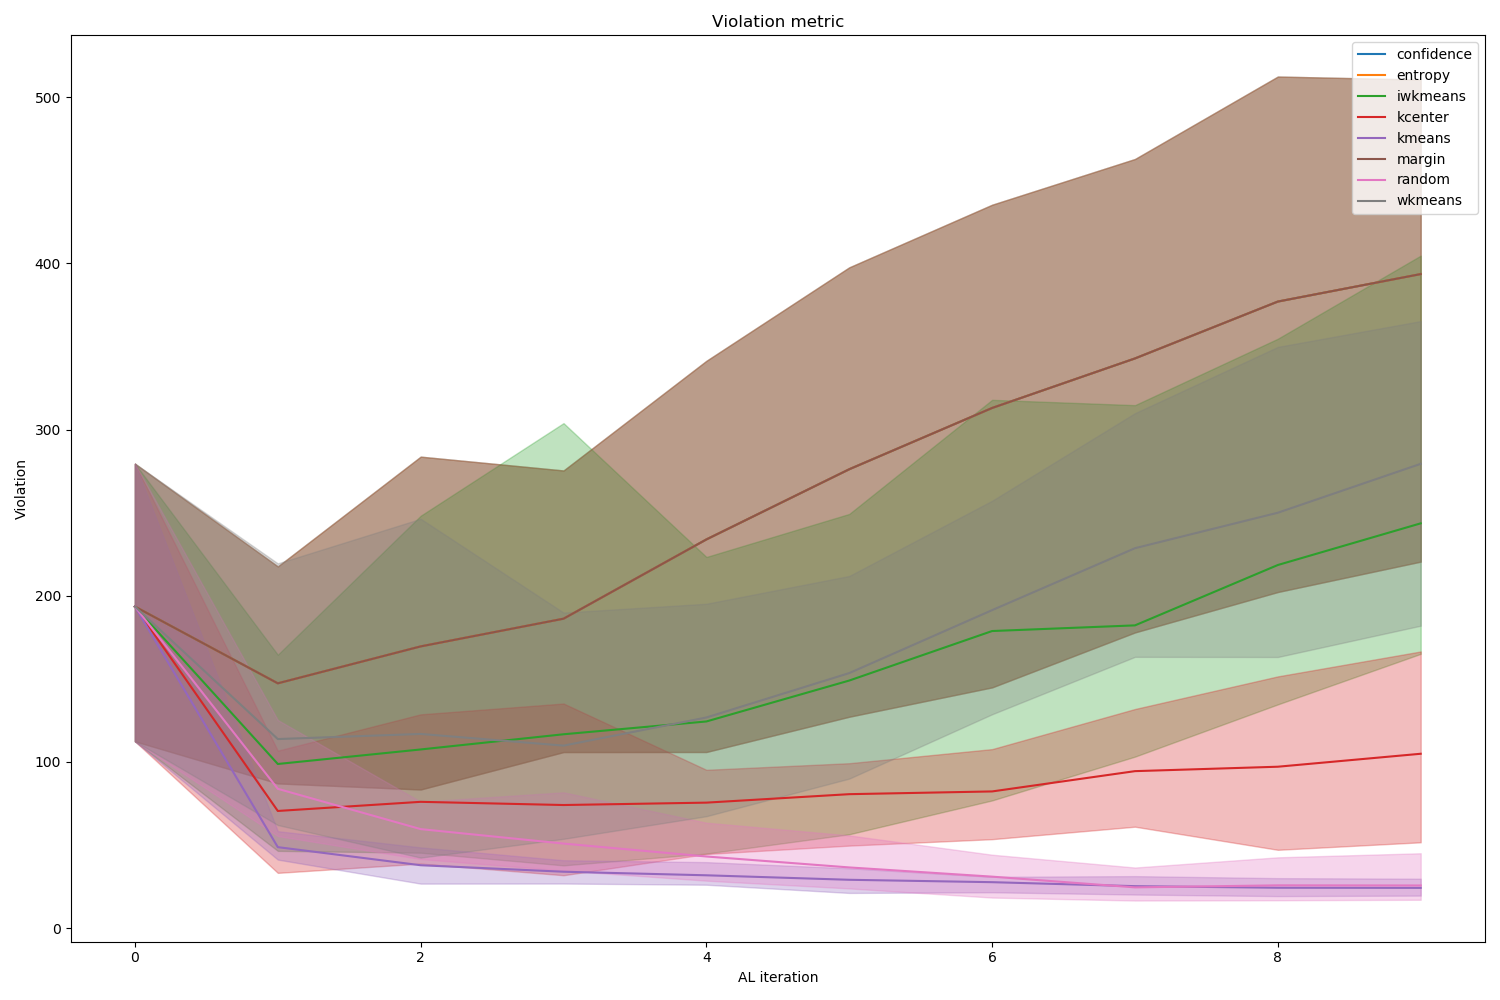 Violation metric
confidence
entropy
iwkmeans
kcenter
kmeans
margin
random
wkmeans
500
400
300
200
100
0
Violation
0 2 4 6 8
AL iteration